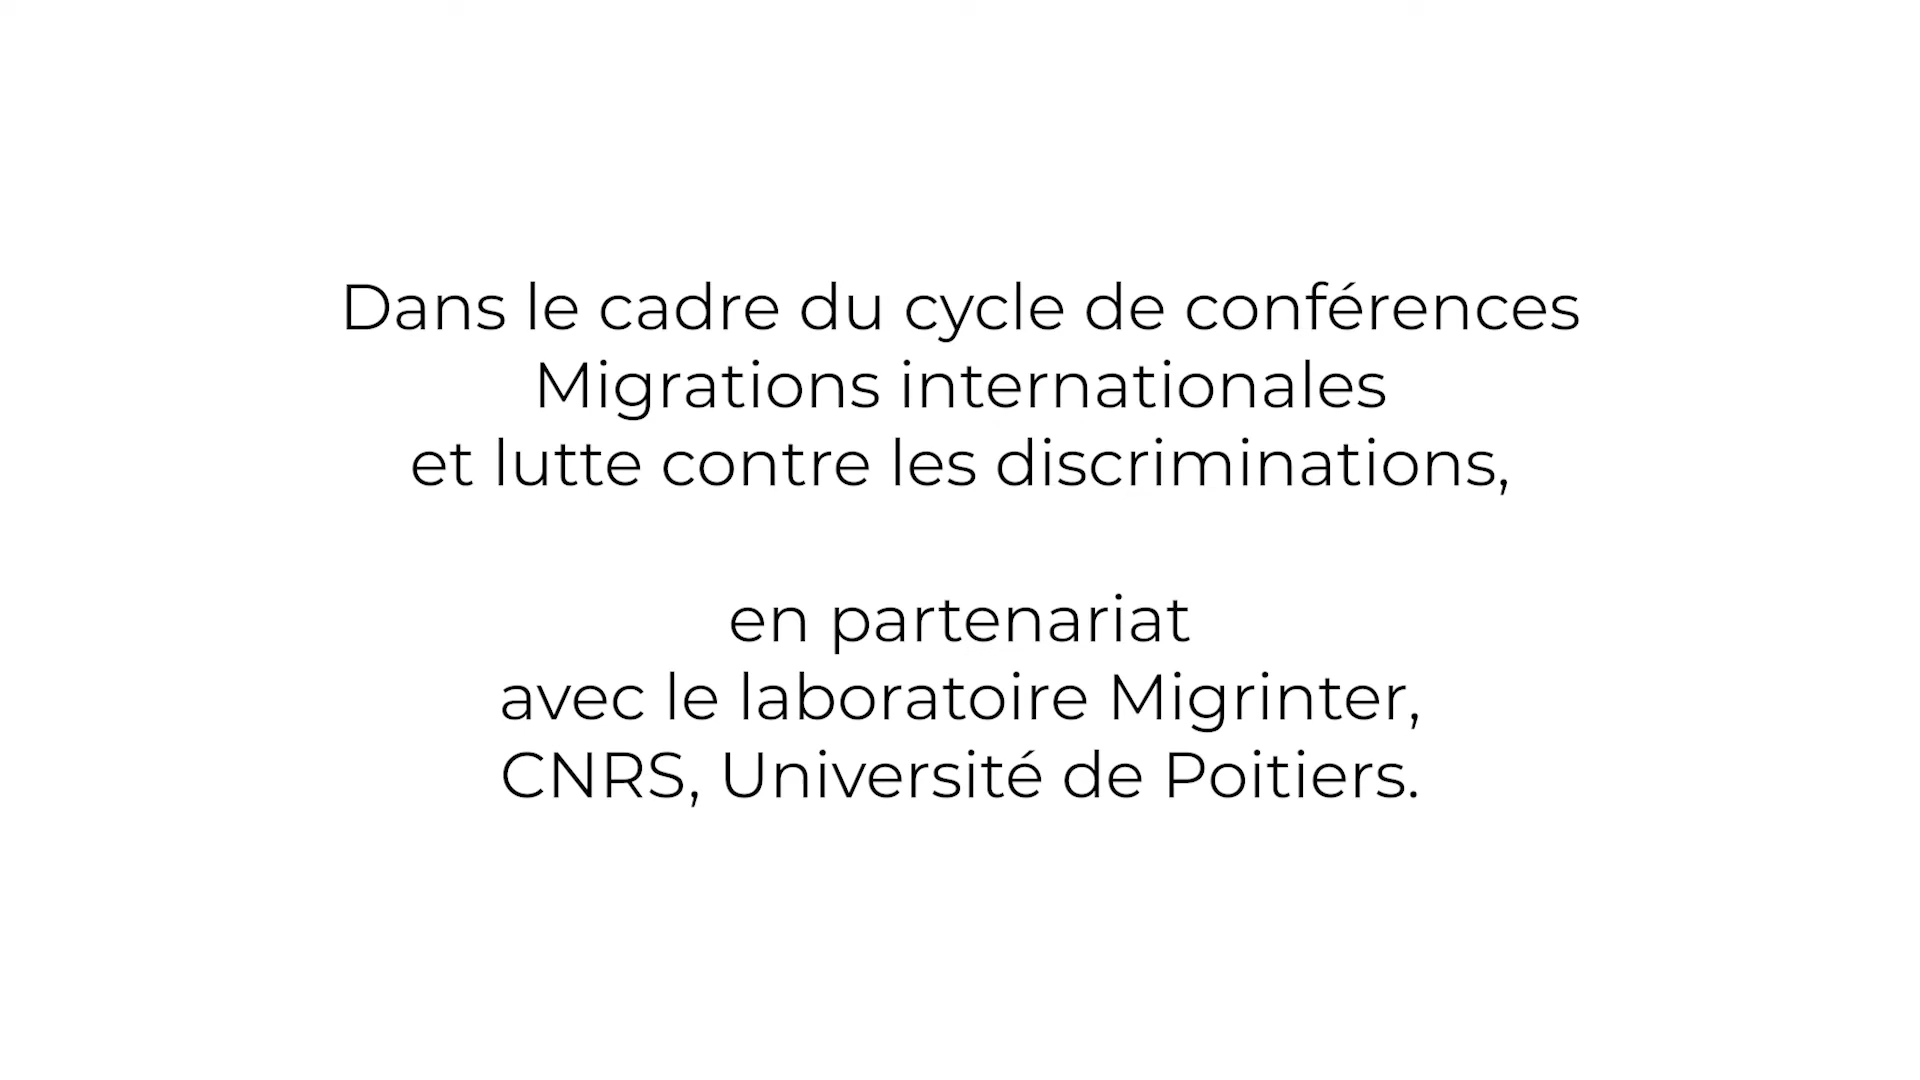 Dans le cadre du cycle de conférences
Migrations internationales
et lutte contre les discriminations,
en partenariat
avec le laboratoire Migrinter,
CNRS, Université de Poitiers.